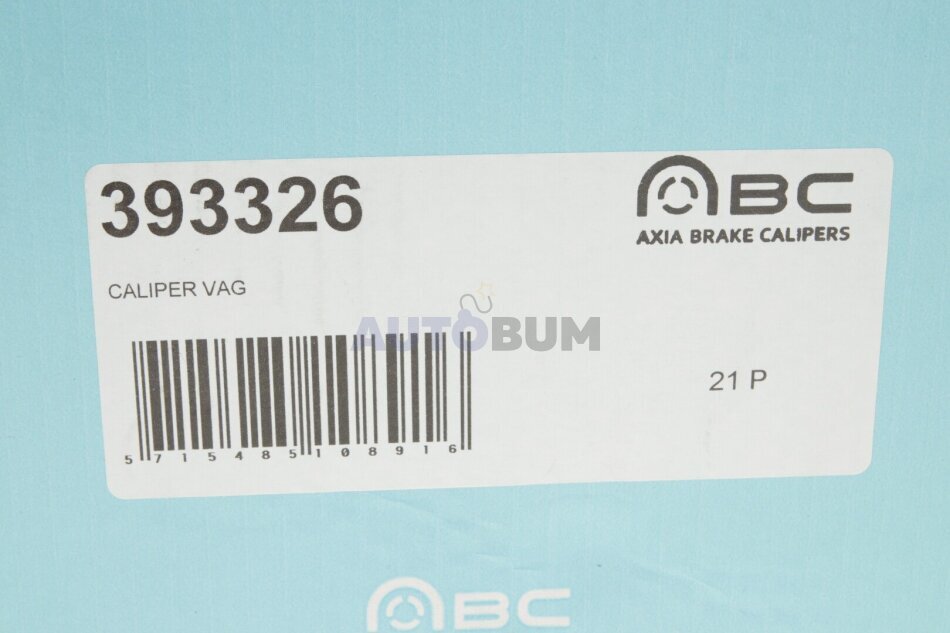 393326
ABC
AXIA BRAKE CALIPERS
CALIPER VAG
AUTOBUM
21 P
5 715485 108916
ABC